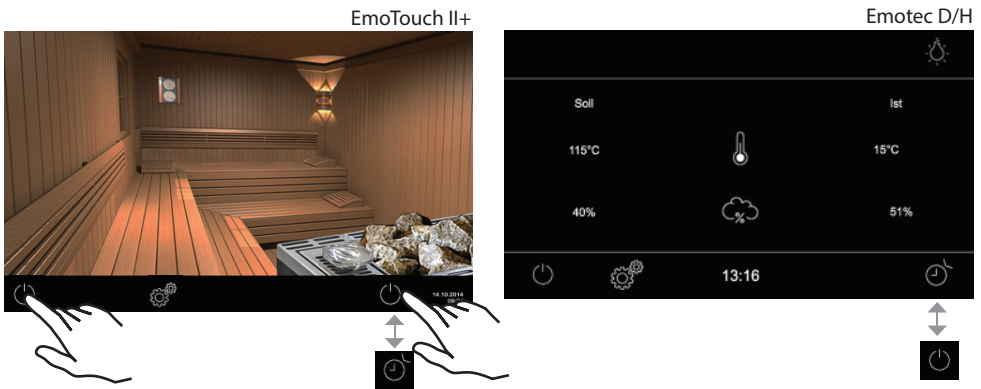 EmoTouch II+
Emotec D/H
Soll
Ist
115°C
15°C
40%
%
51%
13:16
14.10.2014